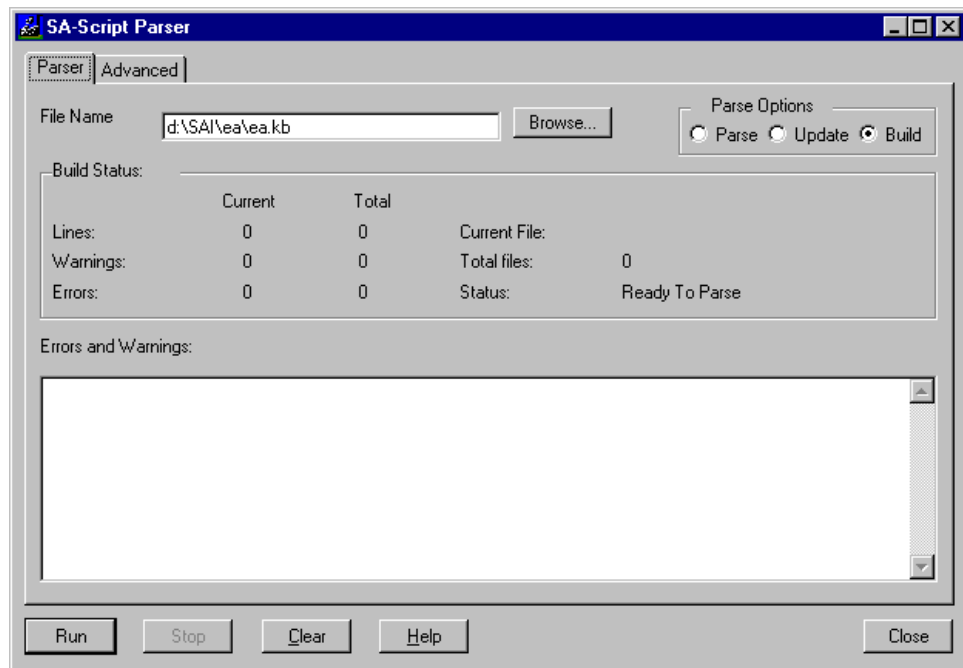 SA-Script Parser
Parser Advanced
File Name d:\SAI\ea\ea.kb Browse... Parse Options
Parse Update Build
Build Status:
Current Total
Lines: 0 0 Current File:
Warnings: 0 0 Total files: 0
Errors: 0 0 Status: Ready To Parse
Errors and Warnings:
Run Stop Clear Help Close